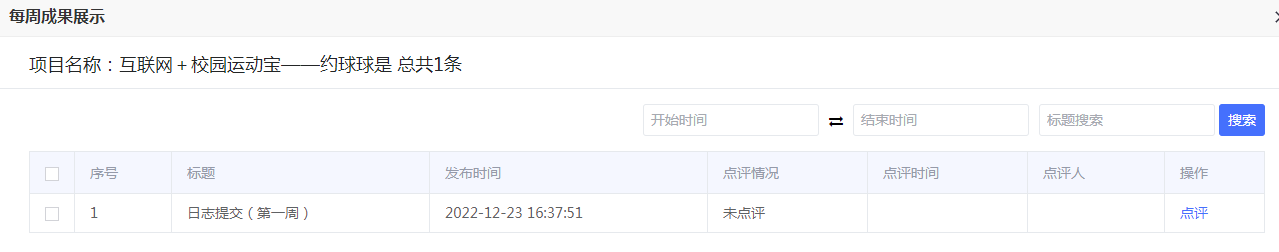 每周成果展示
项目名称：互联网＋校园运动宝——约球球是 总共1条
开始时间 结束时间 标题搜索 搜索
序号 标题 发布时间 点评情况 点评时间 点评人 操作
1 日志提交（第一周） 2022-12-23 16:37:51 未点评 点评